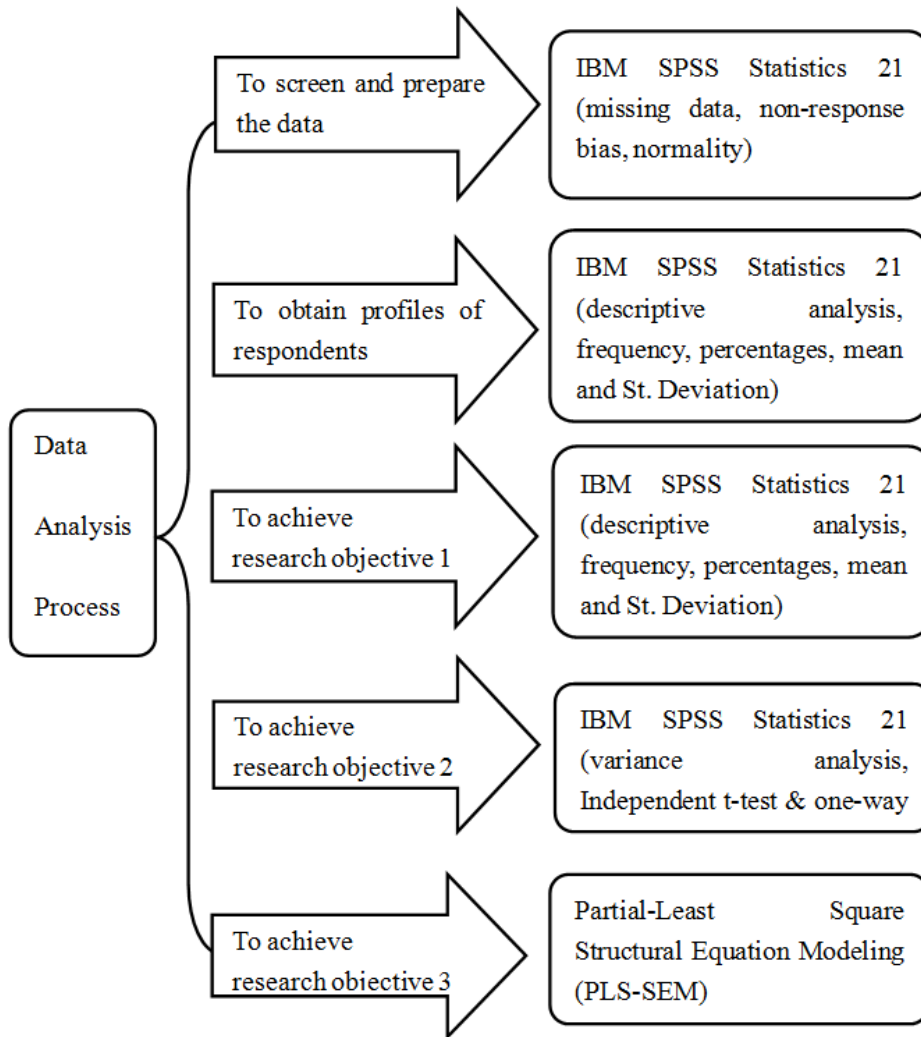 Data
Analysis
Process
To screen and prepare
the data
IBM SPSS Statistics 21
(missing data, non-response
bias, normality)
To obtain profiles of
respondents
IBM SPSS Statistics 21
(descriptive analysis,
frequency, percentages, mean
and St. Deviation)
To achieve
research objective 1
IBM SPSS Statistics 21
(descriptive analysis,
frequency, percentages, mean
and St. Deviation)
To achieve
research objective 2
IBM SPSS Statistics 21
(variance analysis,
Independent t-test & one-way
To achieve
research objective 3
Partial-Least Square
Structural Equation Modeling
(PLS-SEM)